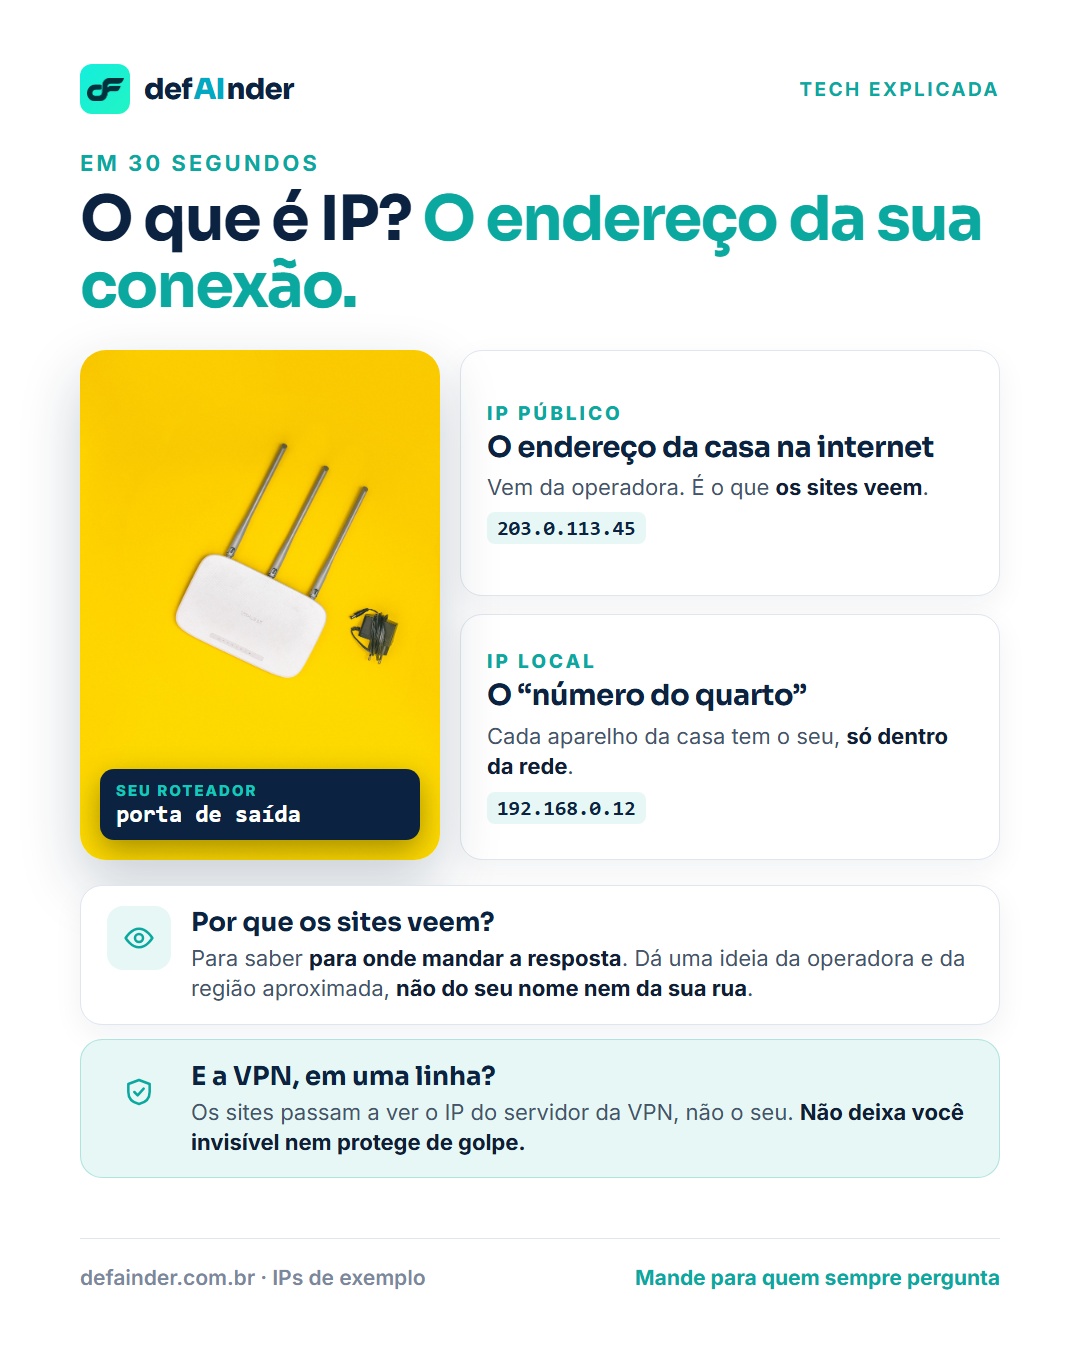 defAInder
TECH EXPLICADA
EM 30 SEGUNDOS
O que é IP? O endereço da sua
conexão.
IP PÚBLICO
O endereço da casa na internet
Vem da operadora. É o que os sites veem.
203.0.113.45
IP LOCAL
O “número do quarto”
Cada aparelho da casa tem o seu, só dentro
da rede.
192.168.0.12
SEU ROTEADOR
porta de saída
Por que os sites veem?
Para saber para onde mandar a resposta. Dá uma ideia da operadora e da
região aproximada, não do seu nome nem da sua rua.
E a VPN, em uma linha?
Os sites passam a ver o IP do servidor da VPN, não o seu. Não deixa você
invisível nem protege de golpe.
defainder.com.br · IPs de exemplo
Mande para quem sempre pergunta